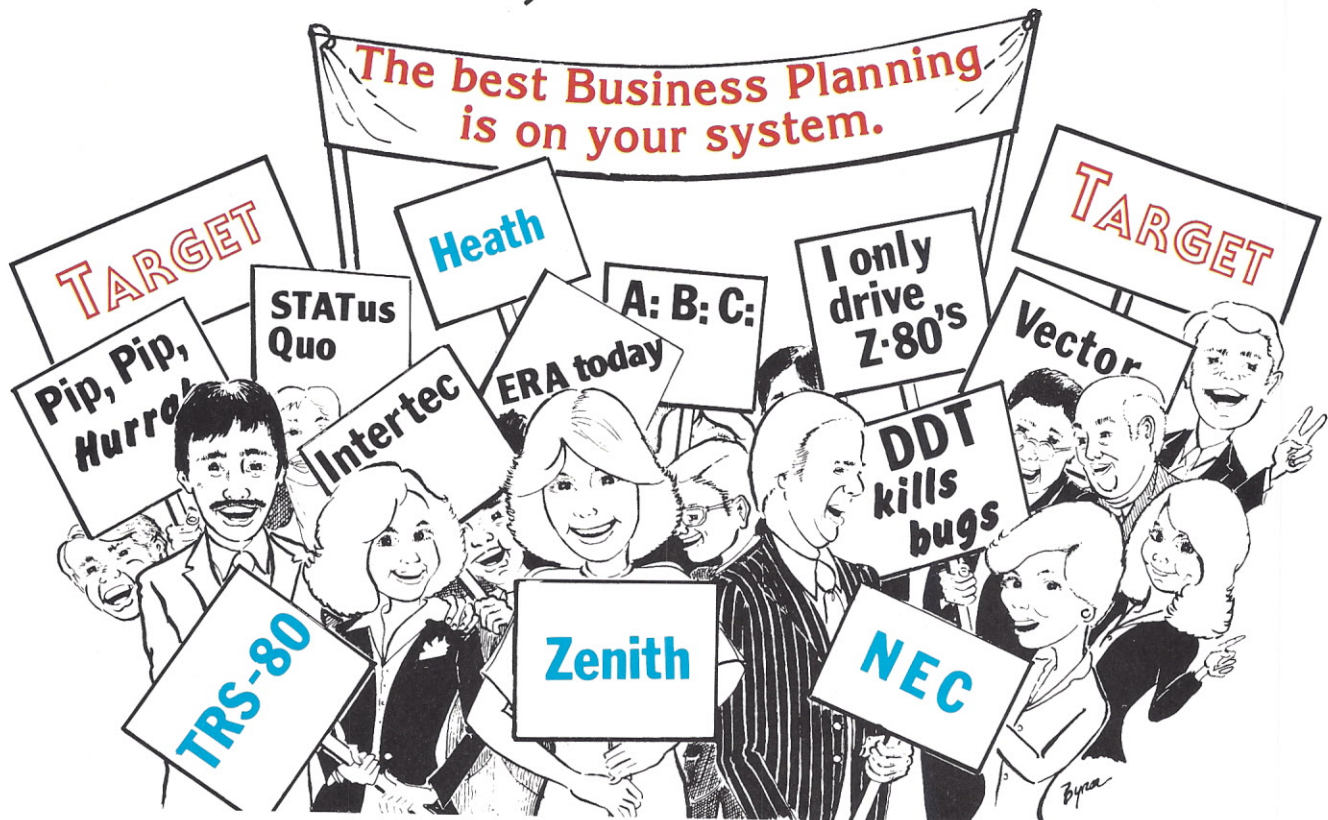 The best Business Planning
is on your system.
TARGET
Heath
TARGET
STATus
Quo
A: B: C:
I only
drive
Z-80's
Pip, Pip,
ERA today
Vector
Intertec
DDT
kills
bugs
TRS-80
Zenith
NEC
Byrd